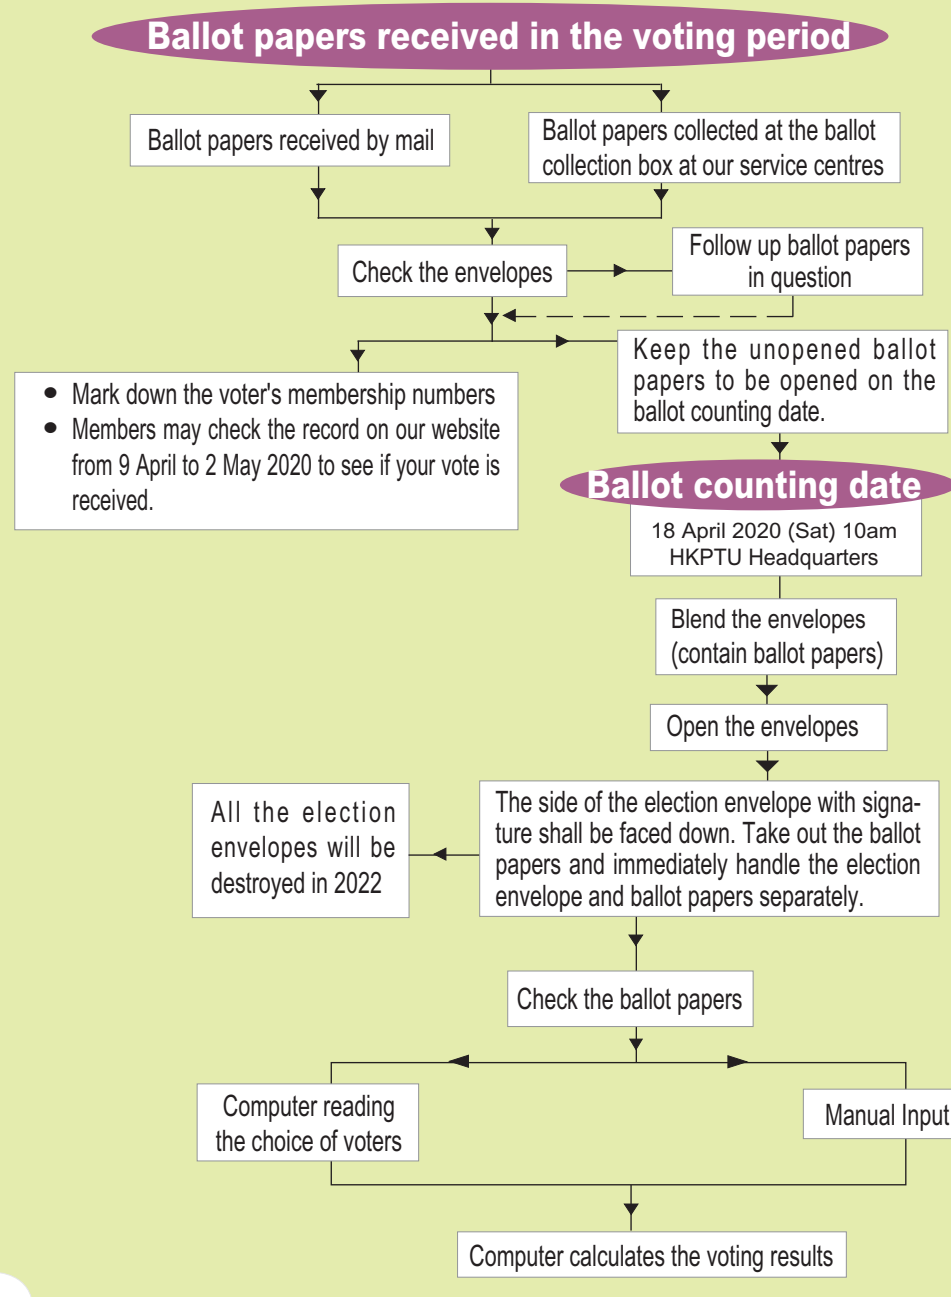 Ballot papers received in the voting period
Ballot papers received by mail
Ballot papers collected at the ballot
collection box at our service centres
Check the envelopes
Follow up ballot papers
in question
• Mark down the voter's membership numbers
• Members may check the record on our website
from 9 April to 2 May 2020 to see if your vote is
received.
Keep the unopened ballot
papers to be opened on the
ballot counting date.
Ballot counting date
18 April 2020 (Sat) 10am
HKPTU Headquarters
Blend the envelopes
(contain ballot papers)
Open the envelopes
The side of the election envelope with signa-
ture shall be faced down. Take out the ballot
papers and immediately handle the election
envelope and ballot papers separately.
All the election
envelopes will be
destroyed in 2022
Check the ballot papers
Computer reading
the choice of voters
Manual Input
Computer calculates the voting results